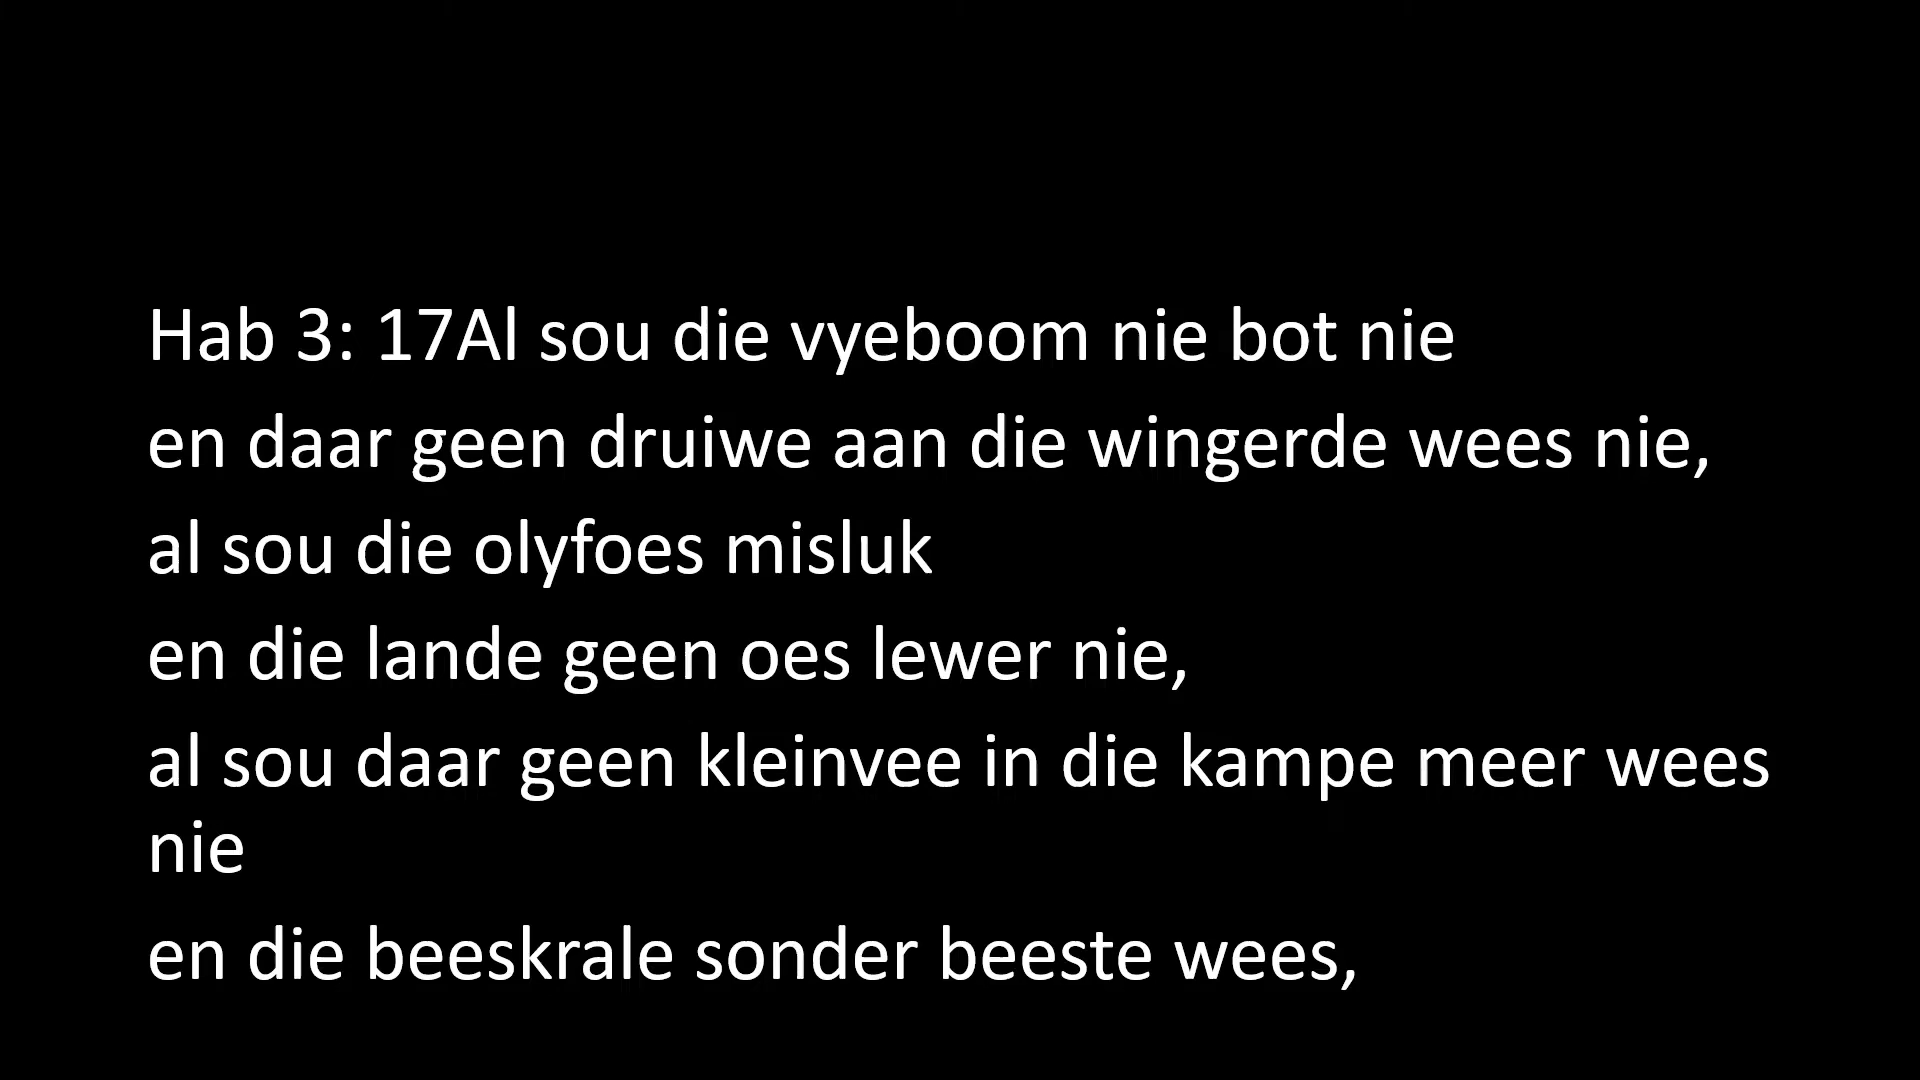 Hab 3: 17Al sou die vyeboom nie bot nie
en daar geen druiwe aan die wingerde wees nie,
al sou die olyfoes misluk
en die lande geen oes lewer nie,
al sou daar geen kleinvee in die kampe meer wees
nie
en die beeskrale sonder beeste wees,